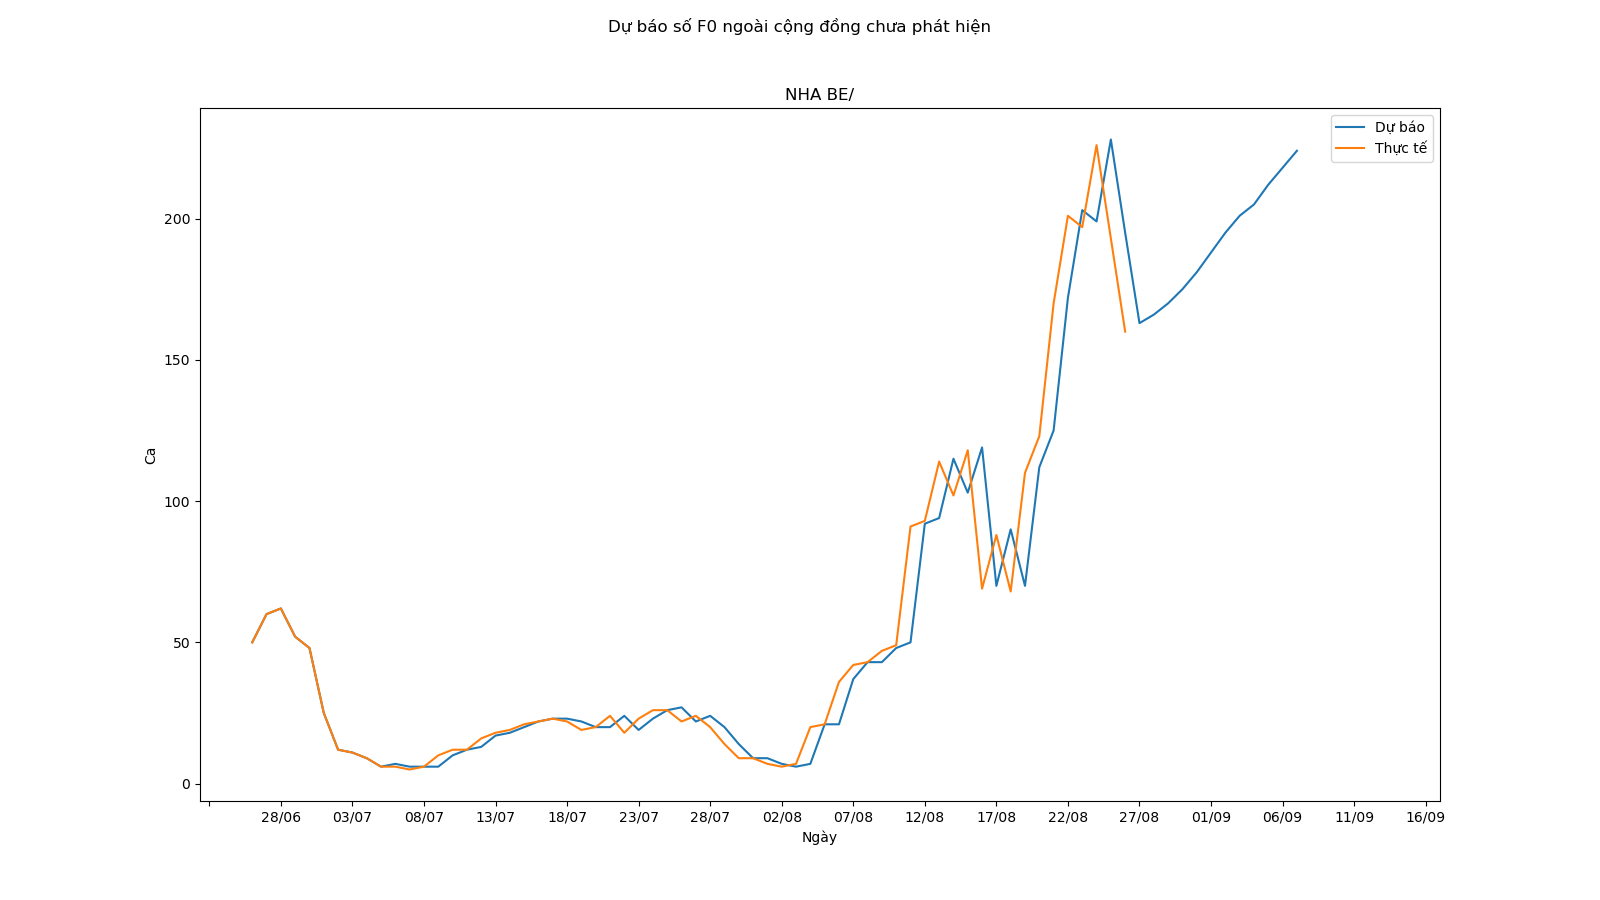 Dự báo số F0 ngoài cộng đồng chưa phát hiện
NHA BE/
Dự báo
Thực tế
200
150
100
50
0
Ca
28/06 03/07 08/07 13/07 18/07 23/07 28/07 02/08 07/08 12/08 17/08 22/08 27/08 01/09 06/09 11/09 16/09
Ngày